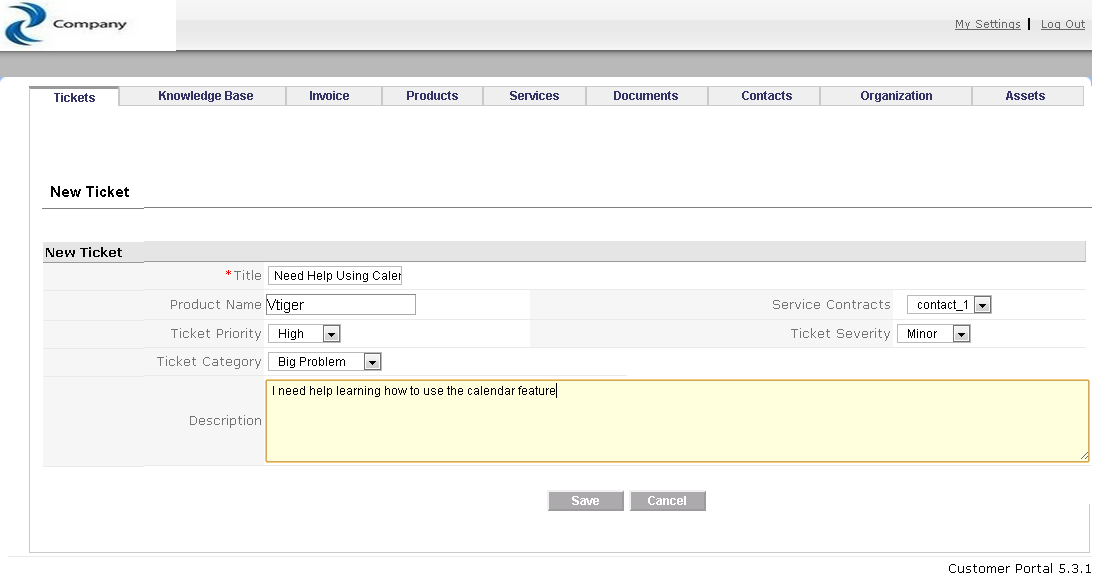 Company
My Settings | Log Out
Tickets Knowledge Base Invoice Products Services Documents Contacts Organization Assets
New Ticket
New Ticket
*Title Need Help Using Caler
Product Name Vtiger Service Contracts contact_1
Ticket Priority High Ticket Severity Minor
Ticket Category Big Problem
Description I need help learning how to use the calendar feature
Save Cancel
Customer Portal 5.3.1